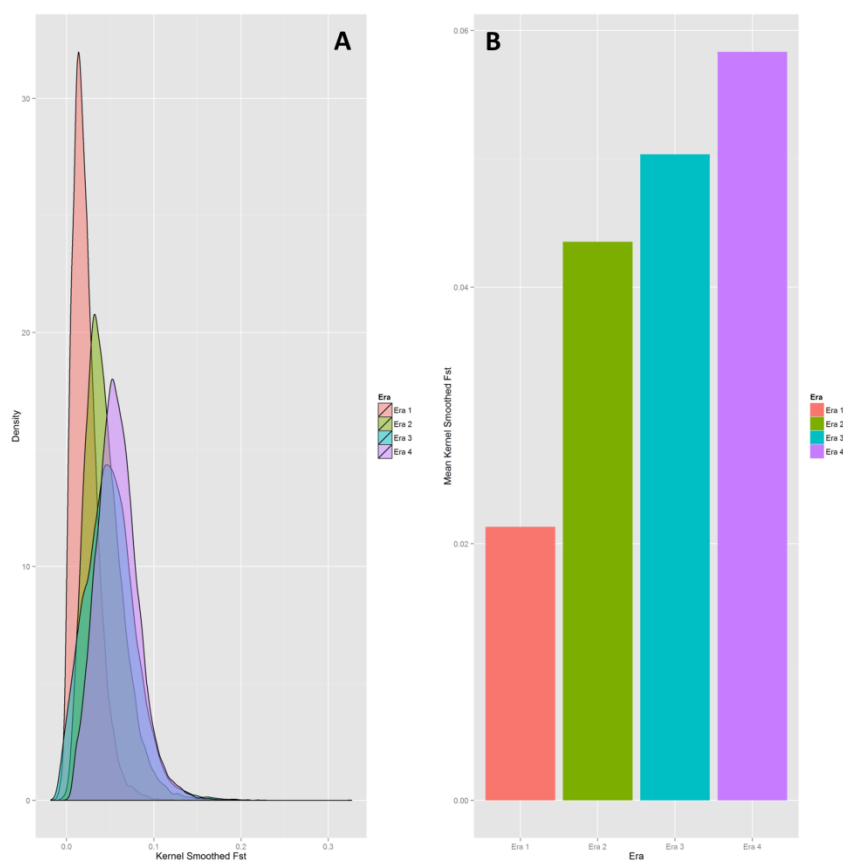 A
Density
30
20
10
0
0.0
0.1
0.2
0.3
Kernel Smoothed Fst
Era
Era 1
Era 2
Era 3
Era 4
B
Mean Kernel Smoothed Fst
0.06
0.04
0.02
0.00
Era 1
Era 2
Era 3
Era 4
Era
Era
Era 1
Era 2
Era 3
Era 4